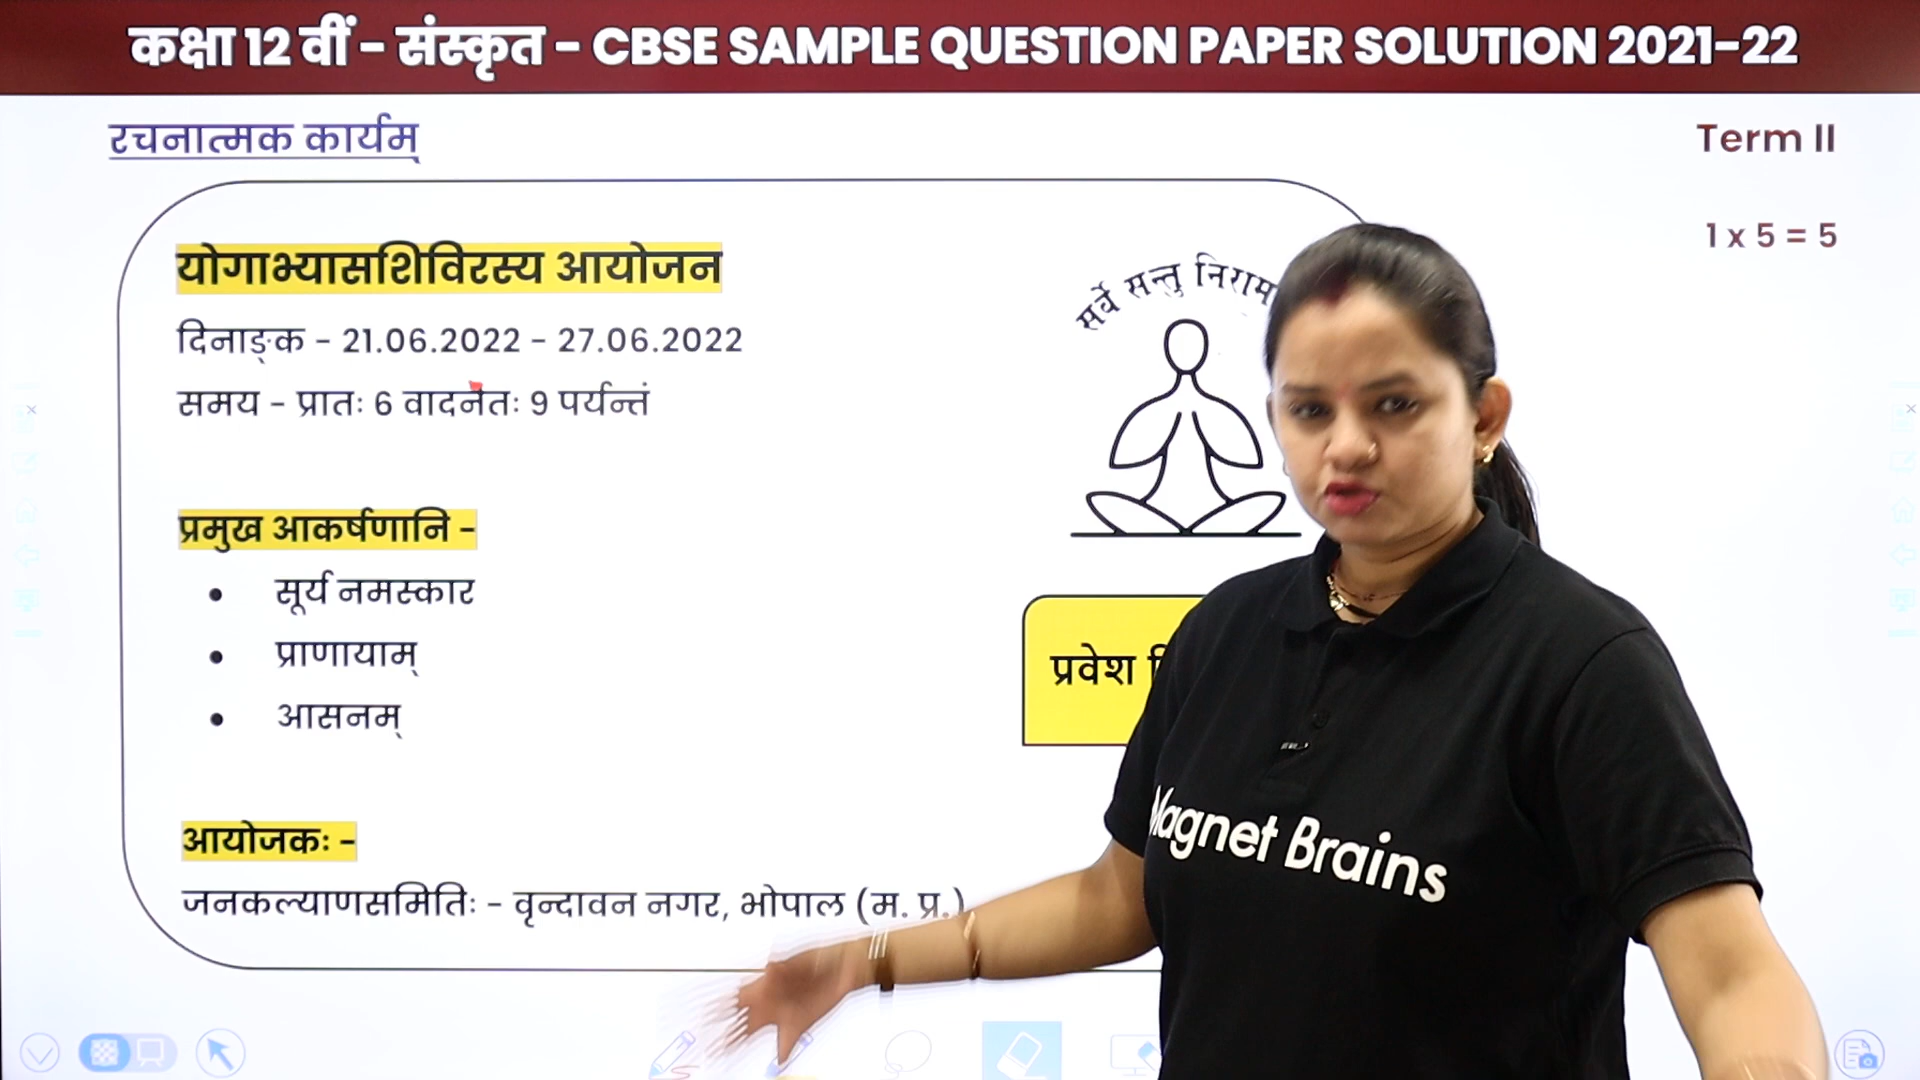 कक्षा 12 वीं - संस्कृत - CBSE SAMPLE QUESTION PAPER SOLUTION 2021-22
रचनात्मक कार्यम्
Term II
1 x 5 = 5
योगाभ्यासशिविरस्य आयोजन
दिनाङ्क - 21.06.2022 - 27.06.2022
समय - प्रातः 6 वादनतः 9 पर्यन्तं
सर्वे सन्तु
प्रमुख आकर्षणानि -
• सूर्य नमस्कार
• प्राणायाम्
• आसनम्
प्रवेश
आयोजकः -
जनकल्याणसमितिः - वृन्दावन नगर, भोपाल (म. प्र.)
Magnet Brains